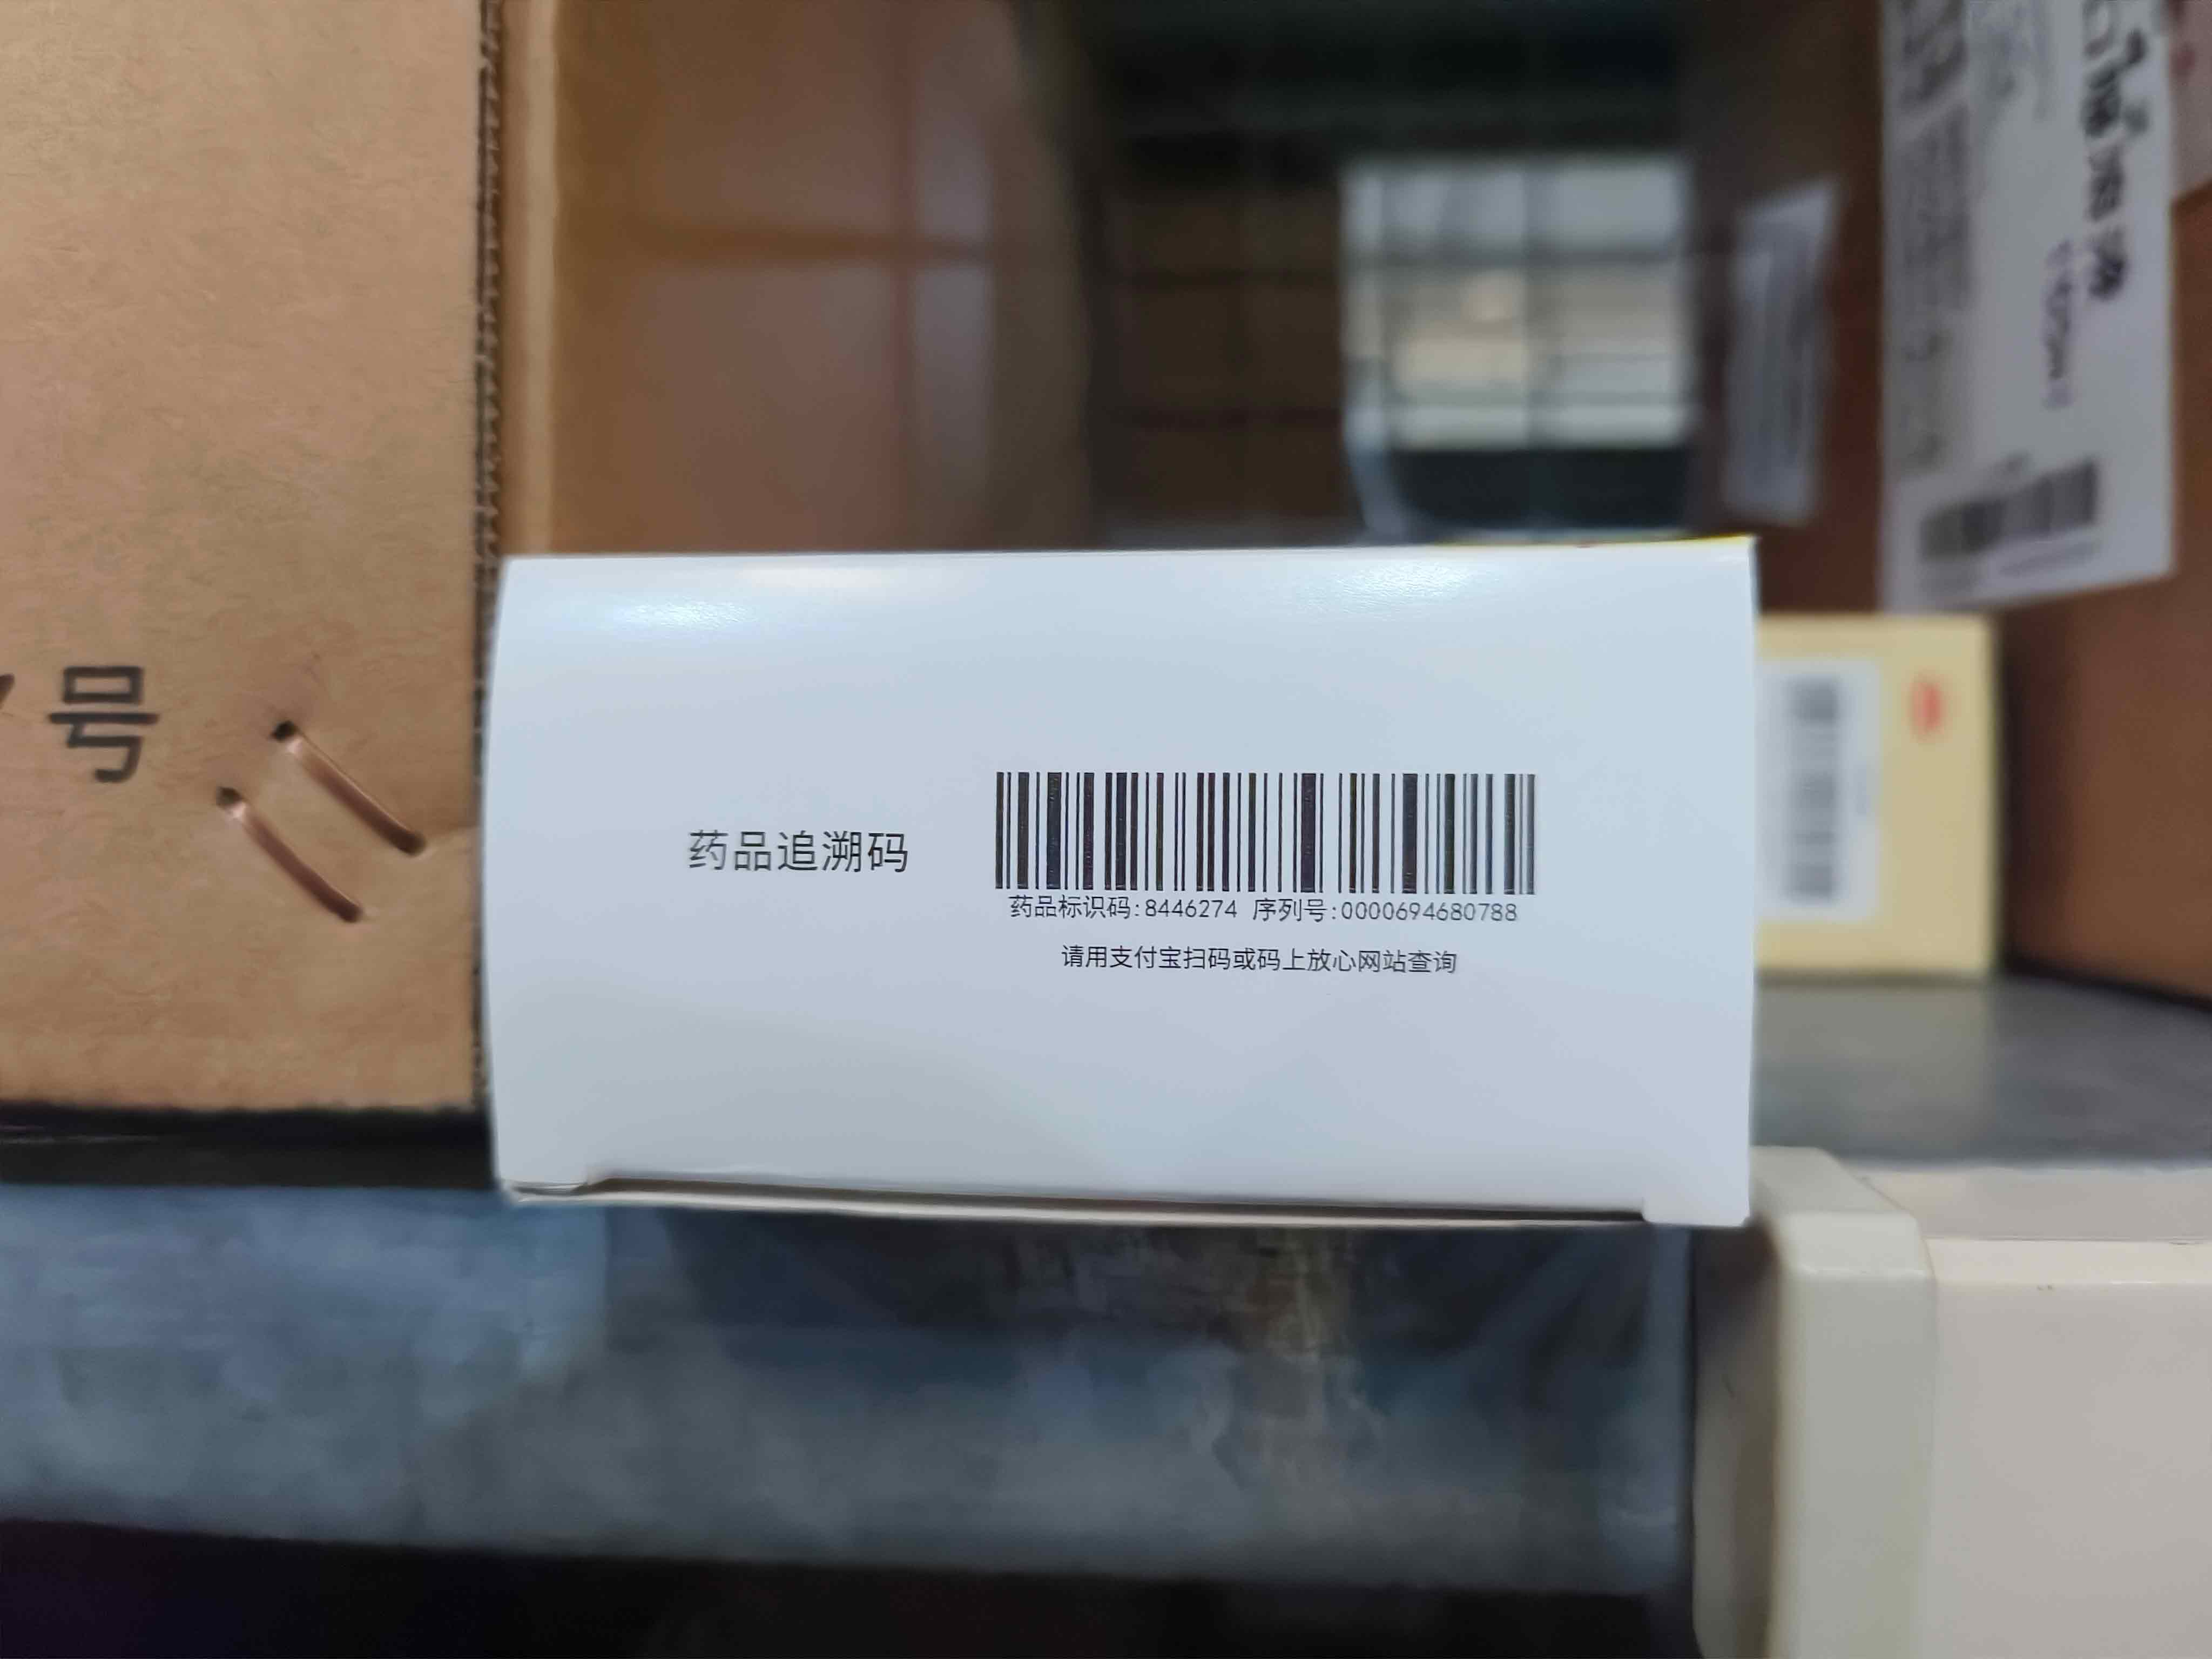 号
药品追溯码
药品标识码:8446274 序列号:0000694680788
请用支付宝扫码或码上放心网站查询